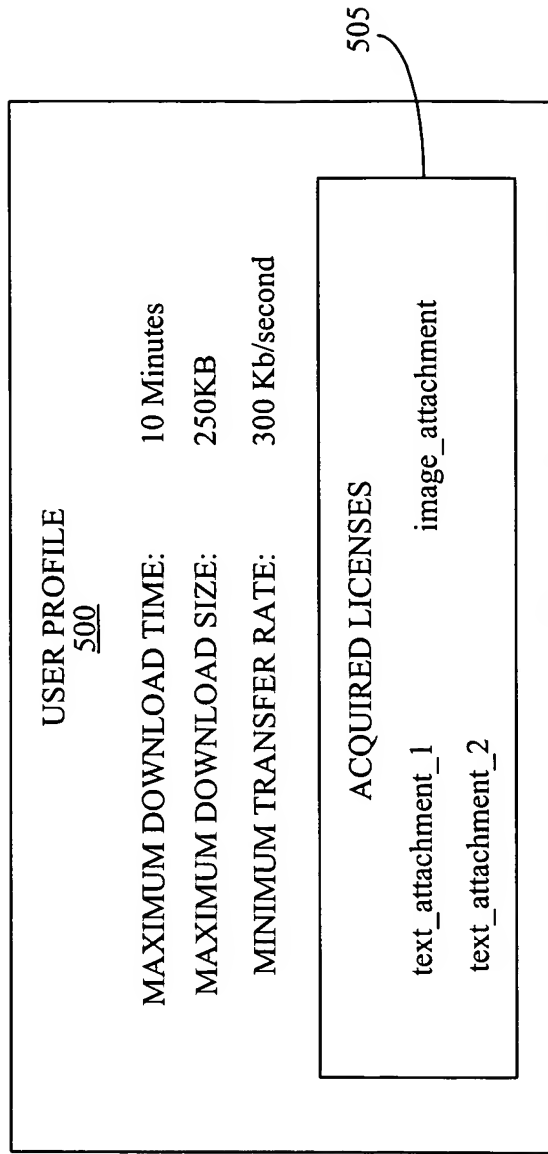 USER PROFILE
500
MAXIMUM DOWNLOAD TIME: 10 Minutes
MAXIMUM DOWNLOAD SIZE: 250KB
MINIMUM TRANSFER RATE: 300 Kb/second
ACQUIRED LICENSES
text_attachment_1 image_attachment
text_attachment_2
505